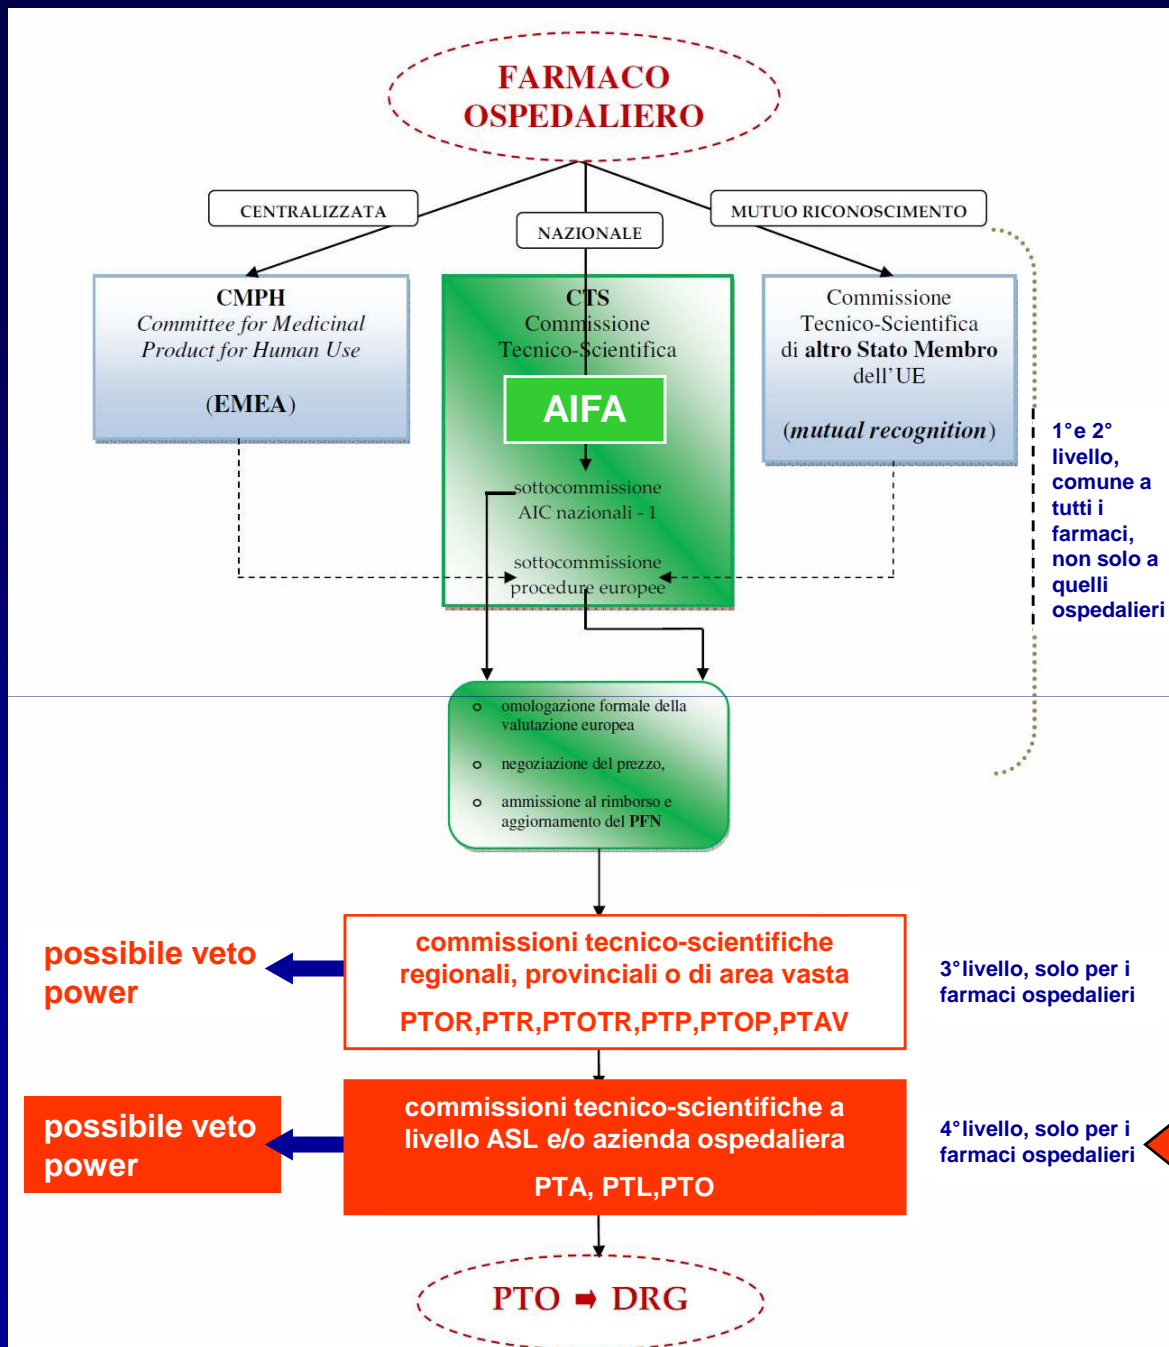 FARMACO
OSPEDALIERO
CENTRALIZZATA
NAZIONALE
MUTUO RICONOSCIMENTO
CMPH
Committee for Medicinal
Product for Human Use
(EMEA)
CTS
Commissione
Tecnico-Scientifica
AIFA
sottocommissione
AIC nazionali - 1
sottocommissione
procedure europee
Commissione
Tecnico-Scientifica
di altro Stato Membro
dell'UE
(mutual recognition)
1°e 2°
livello,
comune a
tutti i
farmaci,
non solo a
quelli
ospedalieri
o omologazione formale della
valutazione europea
o negoziazione del prezzo,
o ammissione al rimborso e
aggiornamento del PFN
possibile veto
power
commissioni tecnico-scientifiche
regionali, provinciali o di area vasta
PTOR,PTR,PTOTR,PTP,PTOP,PTAV
3°livello, solo per i
farmaci ospedalieri
possibile veto
power
commissioni tecnico-scientifiche a
livello ASL e/o azienda ospedaliera
PTA, PTL,PTO
4°livello, solo per i
farmaci ospedalieri
PTO ➡ DRG